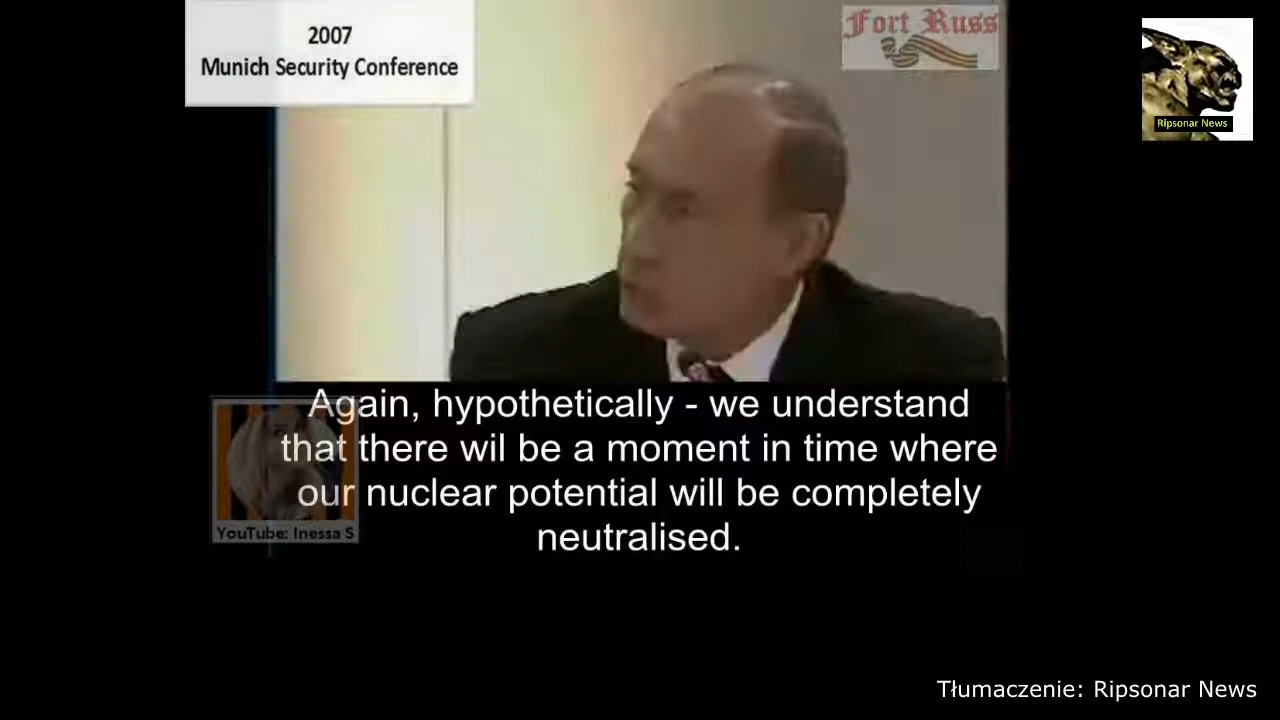 2007
Munich Security Conference
Fort Russ
Ripsonar News
Again, hypothetically - we understand
that there wil be a moment in time where
our nuclear potential will be completely
neutralised.
YouTube: Inessa S
Tłumaczenie: Ripsonar News